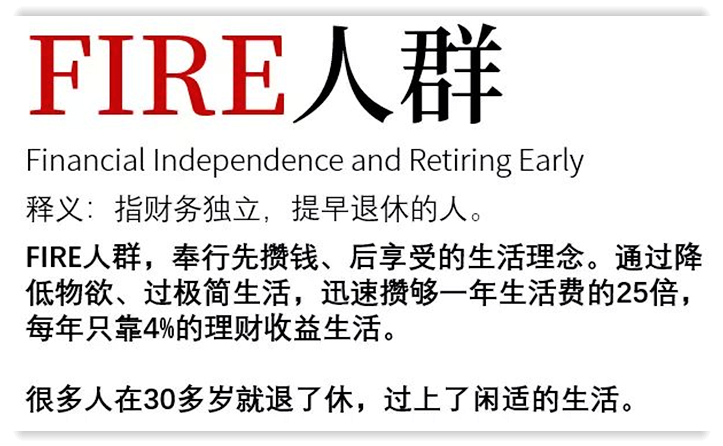 FIRE人群
Financial Independence and Retiring Early
释义：指财务独立，提早退休的人。
FIRE人群，奉行先攒钱、后享受的生活理念。通过降
低物欲、过极简生活，迅速攒够一年生活费的25倍，
每年只靠4%的理财收益生活。
很多人在30多岁就退了休，过上了闲适的生活。